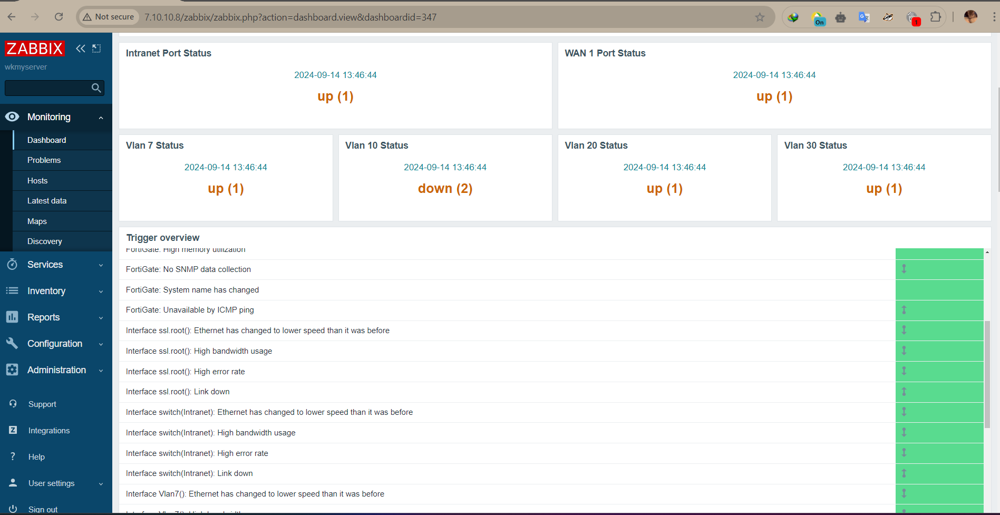 Not secure
7.10.10.8/zabbix/zabbix.php?action=dashboard.view&dashboardid=347
On
1
ZABBIX
wkmyserver
Monitoring
Dashboard
Problems
Hosts
Latest data
Maps
Discovery
Services
Inventory
Reports
Configuration
Administration
Support
Z
Integrations
?
Help
User settings
Sign out
Intranet Port Status
2024-09-14 13:46:44
up (1)
WAN 1 Port Status
2024-09-14 13:46:44
up (1)
Vlan 7 Status
2024-09-14 13:46:44
up (1)
Vlan 10 Status
2024-09-14 13:46:44
down (2)
Vlan 20 Status
2024-09-14 13:46:44
up (1)
Vlan 30 Status
2024-09-14 13:46:44
up (1)
Trigger overview
FortiGate: High memory utilization
FortiGate: No SNMP data collection
FortiGate: System name has changed
FortiGate: Unavailable by ICMP ping
Interface ssl.root(): Ethernet has changed to lower speed than it was before
Interface ssl.root(): High bandwidth usage
Interface ssl.root(): High error rate
Interface ssl.root(): Link down
Interface switch(Intranet): Ethernet has changed to lower speed than it was before
Interface switch(Intranet): High bandwidth usage
Interface switch(Intranet): High error rate
Interface switch(Intranet): Link down
Interface Vlan7(): Ethernet has changed to lower speed than it was before